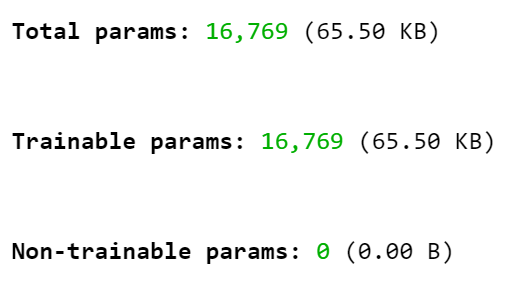 Total params: 16,769 (65.50 KB)
Trainable params: 16,769 (65.50 KB)
Non-trainable params: 0 (0.00 B)